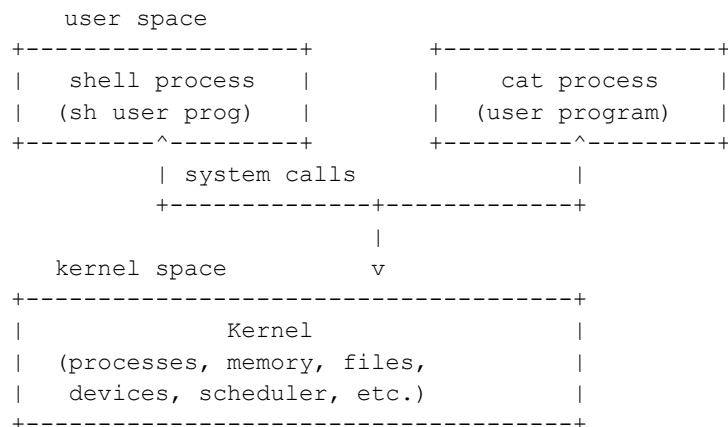 user space
shell process
cat process
(sh user prog)
(user program)
system calls
kernel space
Kernel
(processes, memory, files,
devices, scheduler, etc.)